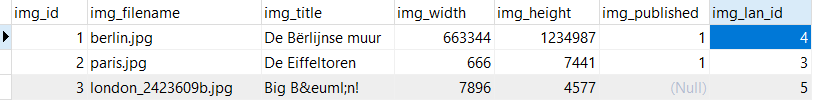 img_id img_filename img_title img_width img_height img_published img_lan_id
1 berlin.jpg De Bërlijnse muur 663344 1234987 1 4
2 paris.jpg De Eiffeltoren 666 7441 1 3
3 london_2423609b.jpg Big B&euml;n! 7896 4577 (Null) 5